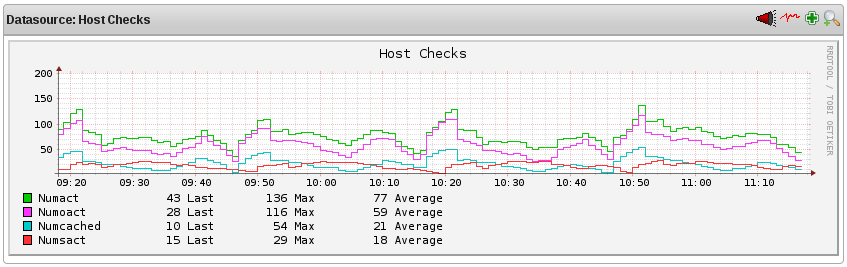 Datasource: Host Checks
Host Checks
200
150
100
50
09:20 09:30 09:40 09:50 10:00 10:10 10:20 10:30 10:40 10:50 11:00 11:10
Numact 43 Last 136 Max 77 Average
Numoact 28 Last 116 Max 59 Average
Numcached 10 Last 54 Max 21 Average
Numsact 15 Last 29 Max 18 Average
RRDTOOL / TOBI OETIKER